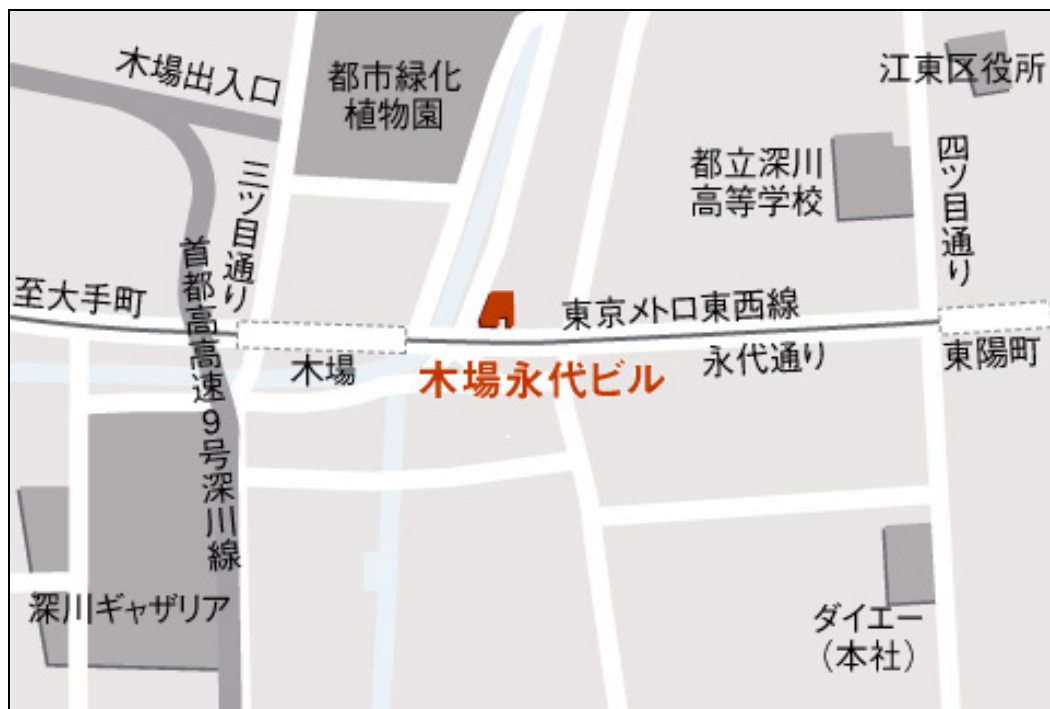 木場出入口
都市緑化
植物園
江東区役所
都立深川
高等学校
四ツ目通り
三ツ目通り
首都高高速9号深川線
至大手町
東京メトロ東西線
木場
永代通り
東陽町
木場永代ビル
深川ギャザリア
ダイエー
（本社）